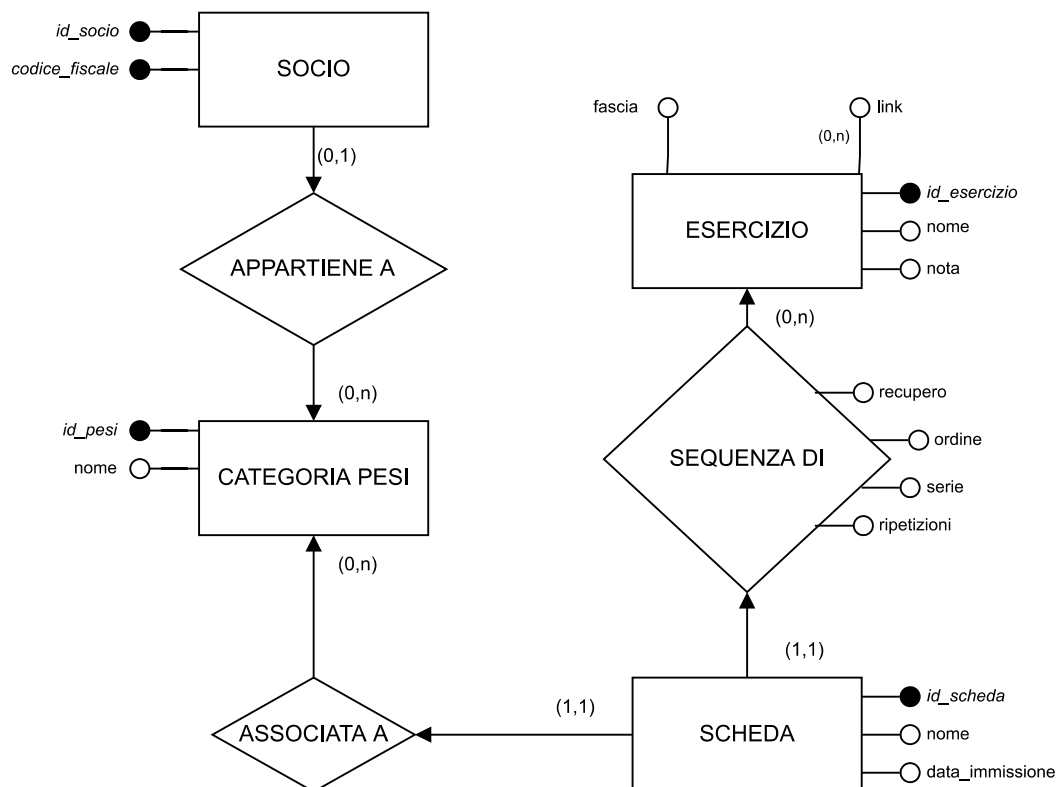 id_socio
codice_fiscale
SOCIO
(0,1)
APPARTIENE A
(0,n)
id_pesi
nome
CATEGORIA PESI
(0,n)
ASSOCIATA A
(1,1)
fascia
link
(0,n)
ESERCIZIO
id_esercizio
nome
nota
(0,n)
SEQUENZA DI
recupero
ordine
serie
ripetizioni
(1,1)
SCHEDA
id_scheda
nome
data_immissione